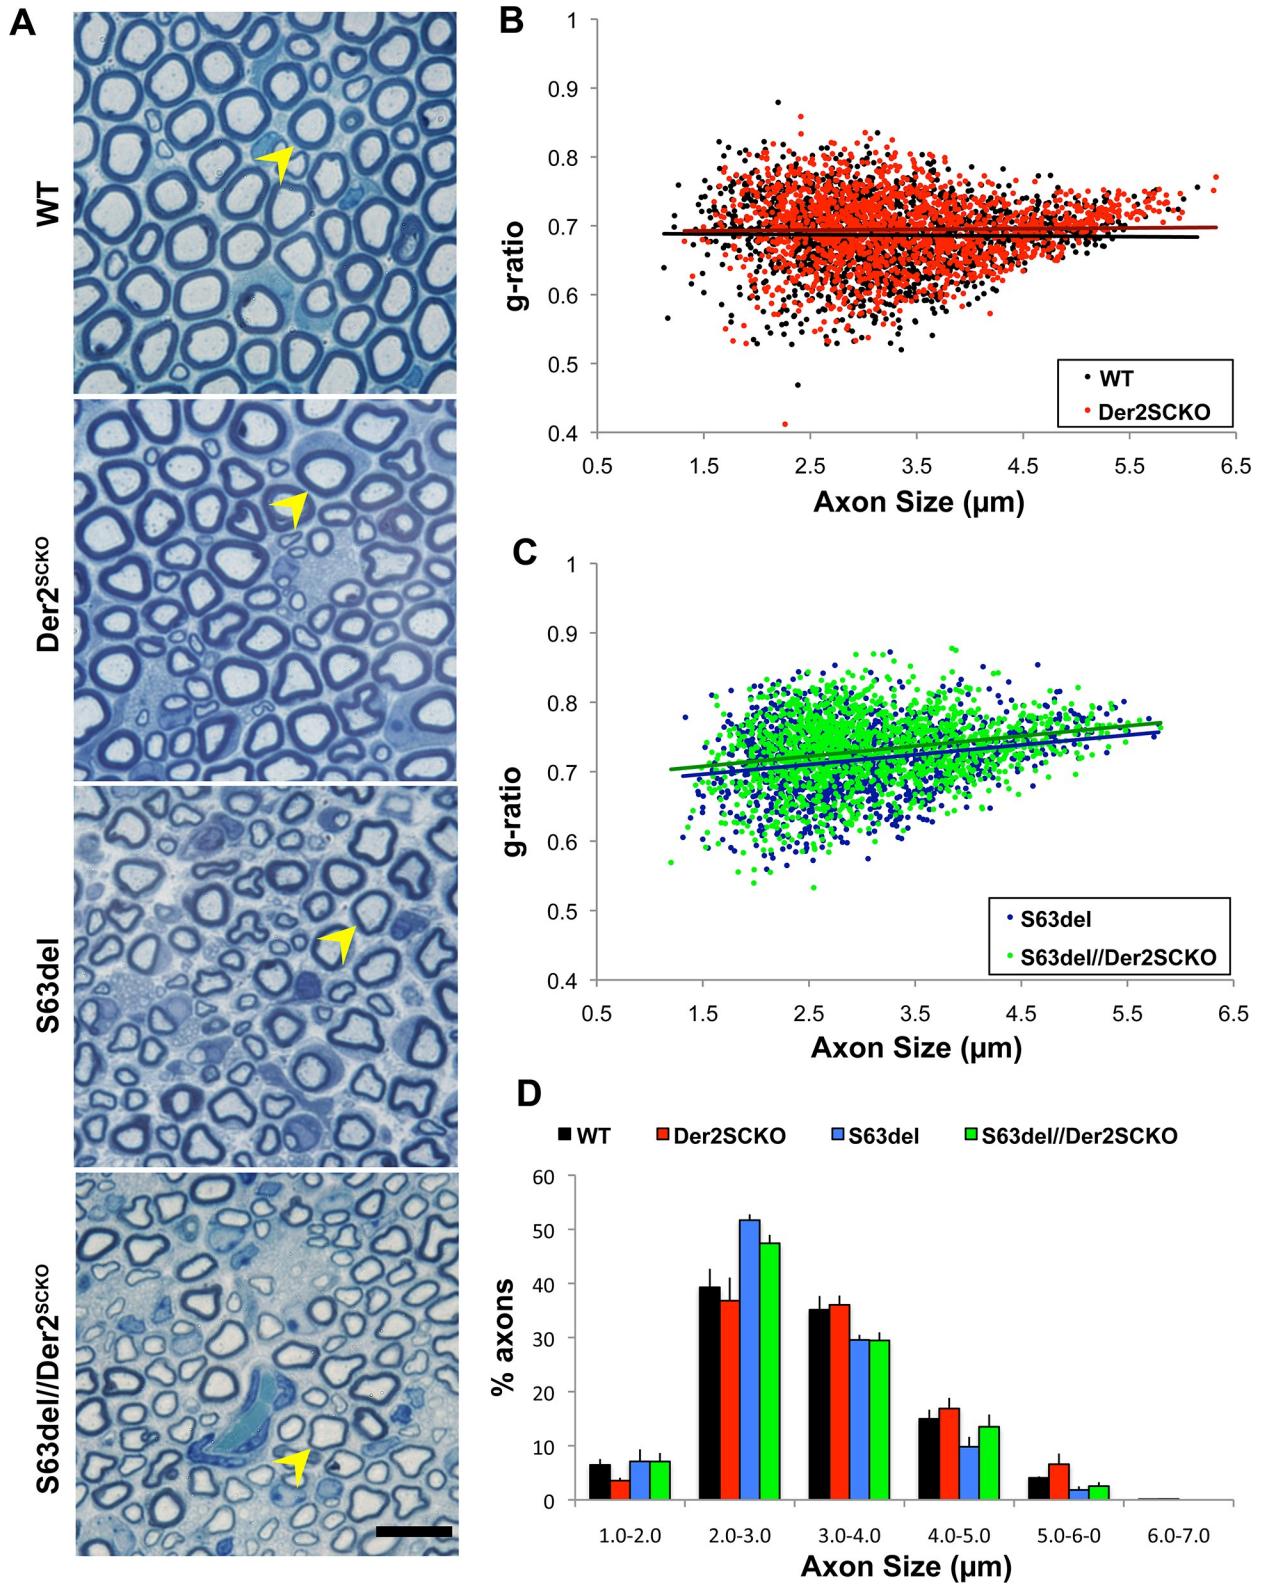 A
WT
Der2SCKO
S63del
S63del//Der2SCKO
B
1
0.9
0.8
0.7
0.6
0.5
0.4
g-ratio
WT
Der2SCKO
0.5 1.5 2.5 3.5 4.5 5.5 6.5
Axon Size (µm)
C
1
0.9
0.8
0.7
0.6
0.5
0.4
g-ratio
S63del
S63del//Der2SCKO
0.5 1.5 2.5 3.5 4.5 5.5 6.5
Axon Size (µm)
D
WT Der2SCKO S63del S63del//Der2SCKO
60
50
40
30
20
10
0
% axons
1.0-2.0 2.0-3.0 3.0-4.0 4.0-5.0 5.0-6-0 6.0-7.0
Axon Size (µm)